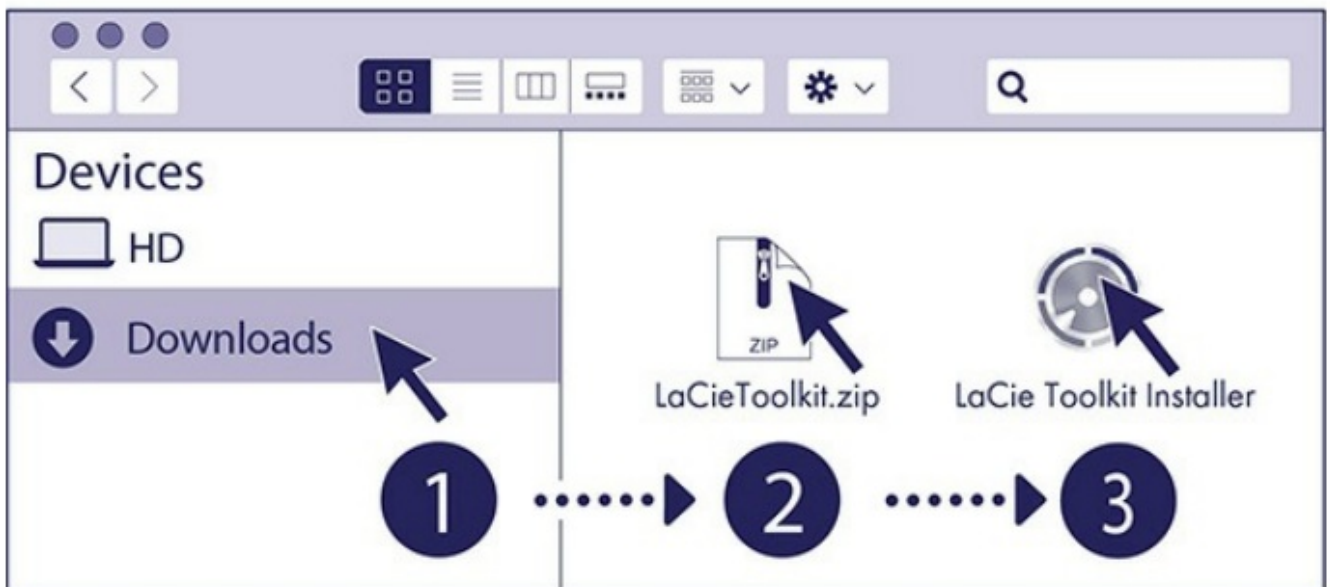 Devices
HD
Downloads
ZIP
LaCieToolkit.zip
LaCie Toolkit Installer
1
2
3